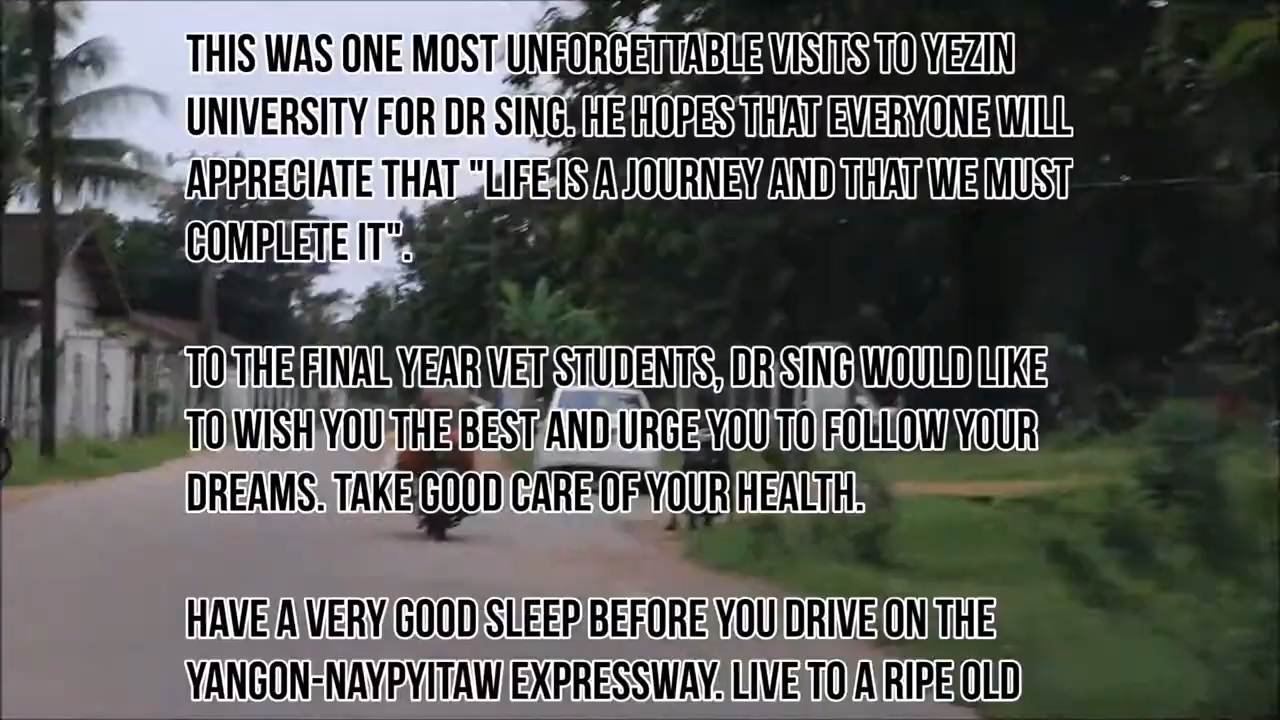 THIS WAS ONE MOST UNFORGETTABLE VISITS TO YEZIN
UNIVERSITY FOR DR SING. HE HOPES THAT EVERYONE WILL
APPRECIATE THAT "LIFE IS A JOURNEY AND THAT WE MUST
COMPLETE IT".
TO THE FINAL YEAR VET STUDENTS, DR SING WOULD LIKE
TO WISH YOU THE BEST AND URGE YOU TO FOLLOW YOUR
DREAMS. TAKE GOOD CARE OF YOUR HEALTH.
HAVE A VERY GOOD SLEEP BEFORE YOU DRIVE ON THE
YANGON-NAYPYITAW EXPRESSWAY. LIVE TO A RIPE OLD